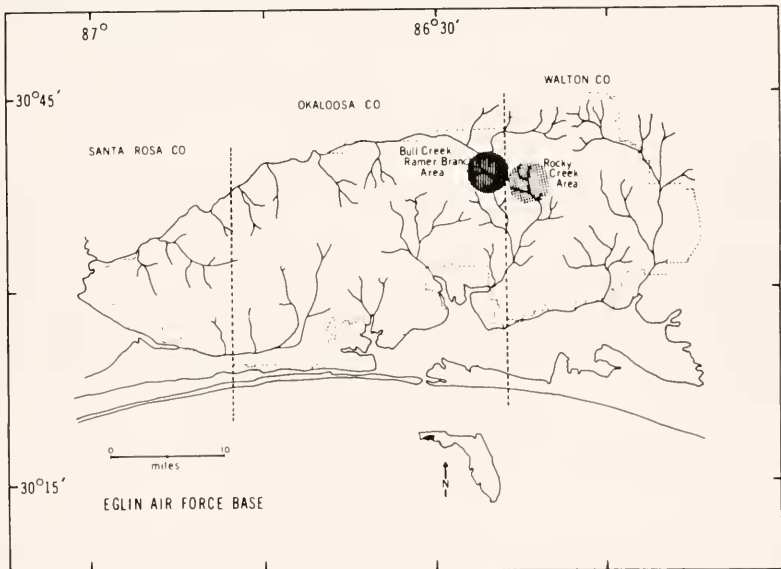 87°
86°30'
WALTON CO
30°45'
OKALOOSA CO
SANTA ROSA CO
Bull Creek
Ramer Branch
Area
Rocky
Creek
Area
0 10
miles
N
30°15'
EGLIN AIR FORCE BASE